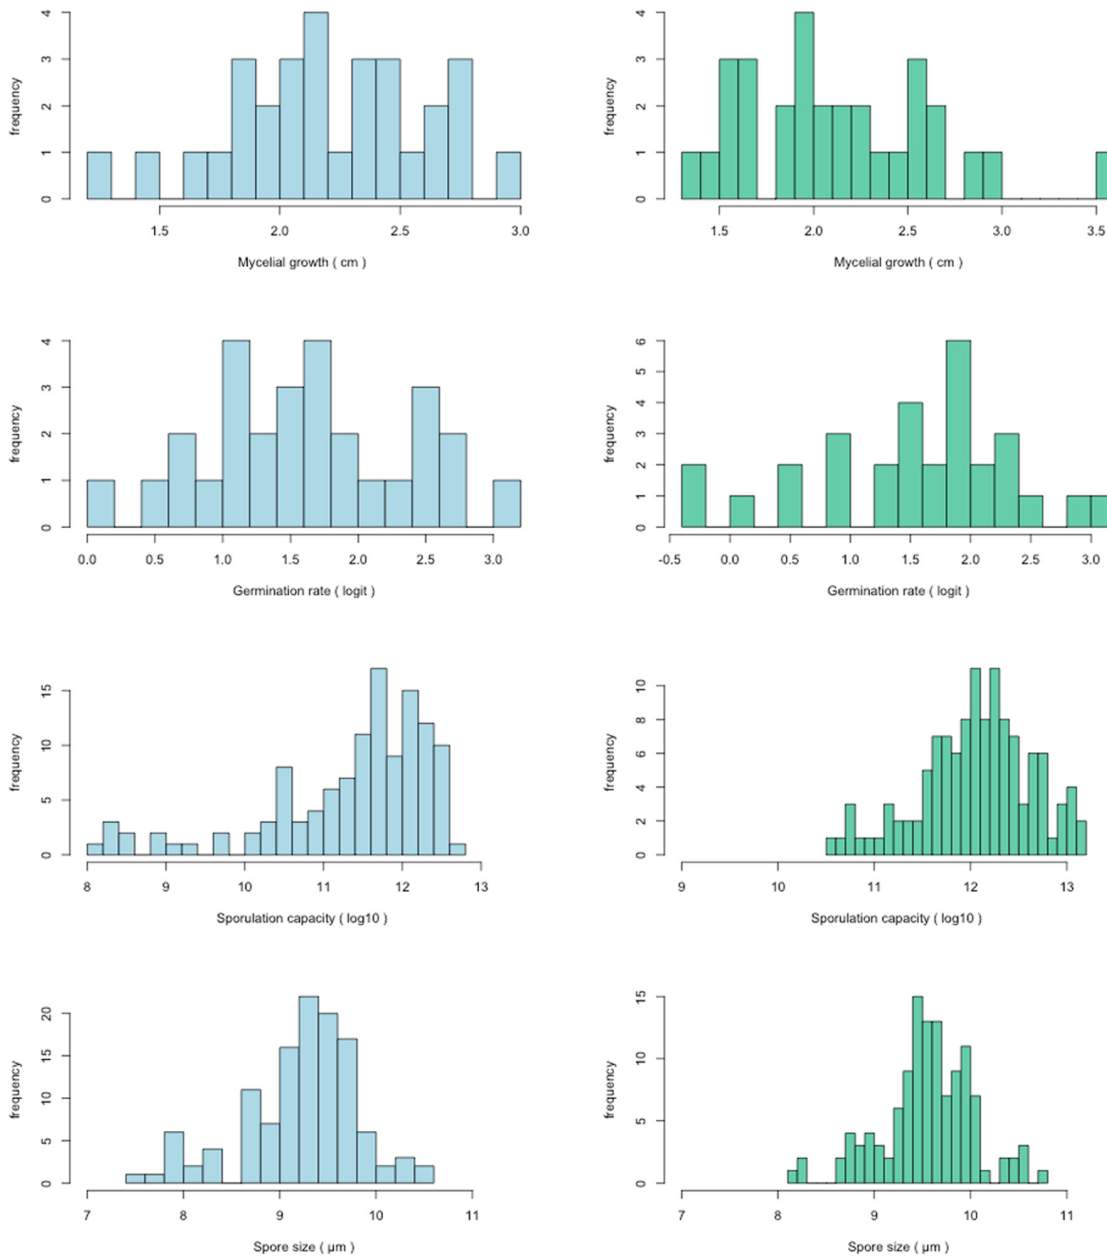 frequency
0 1 2 3 4
1.5 2.0 2.5 3.0
Mycelial growth ( cm )
frequency
0 1 2 3 4
1.5 2.0 2.5 3.0 3.5
Mycelial growth ( cm )
frequency
0 1 2 3 4
0.0 0.5 1.0 1.5 2.0 2.5 3.0
Germination rate ( logit )
frequency
0 1 2 3 4 5 6
-0.5 0.0 0.5 1.0 1.5 2.0 2.5 3.0
Germination rate ( logit )
frequency
0 5 10 15
8 9 10 11 12 13
Sporulation capacity ( log10 )
frequency
0 2 4 6 8 10
9 10 11 12 13
Sporulation capacity ( log10 )
frequency
0 5 10 15 20
7 8 9 10 11
Spore size ( µm )
frequency
0 5 10 15
7 8 9 10 11
Spore size ( µm )